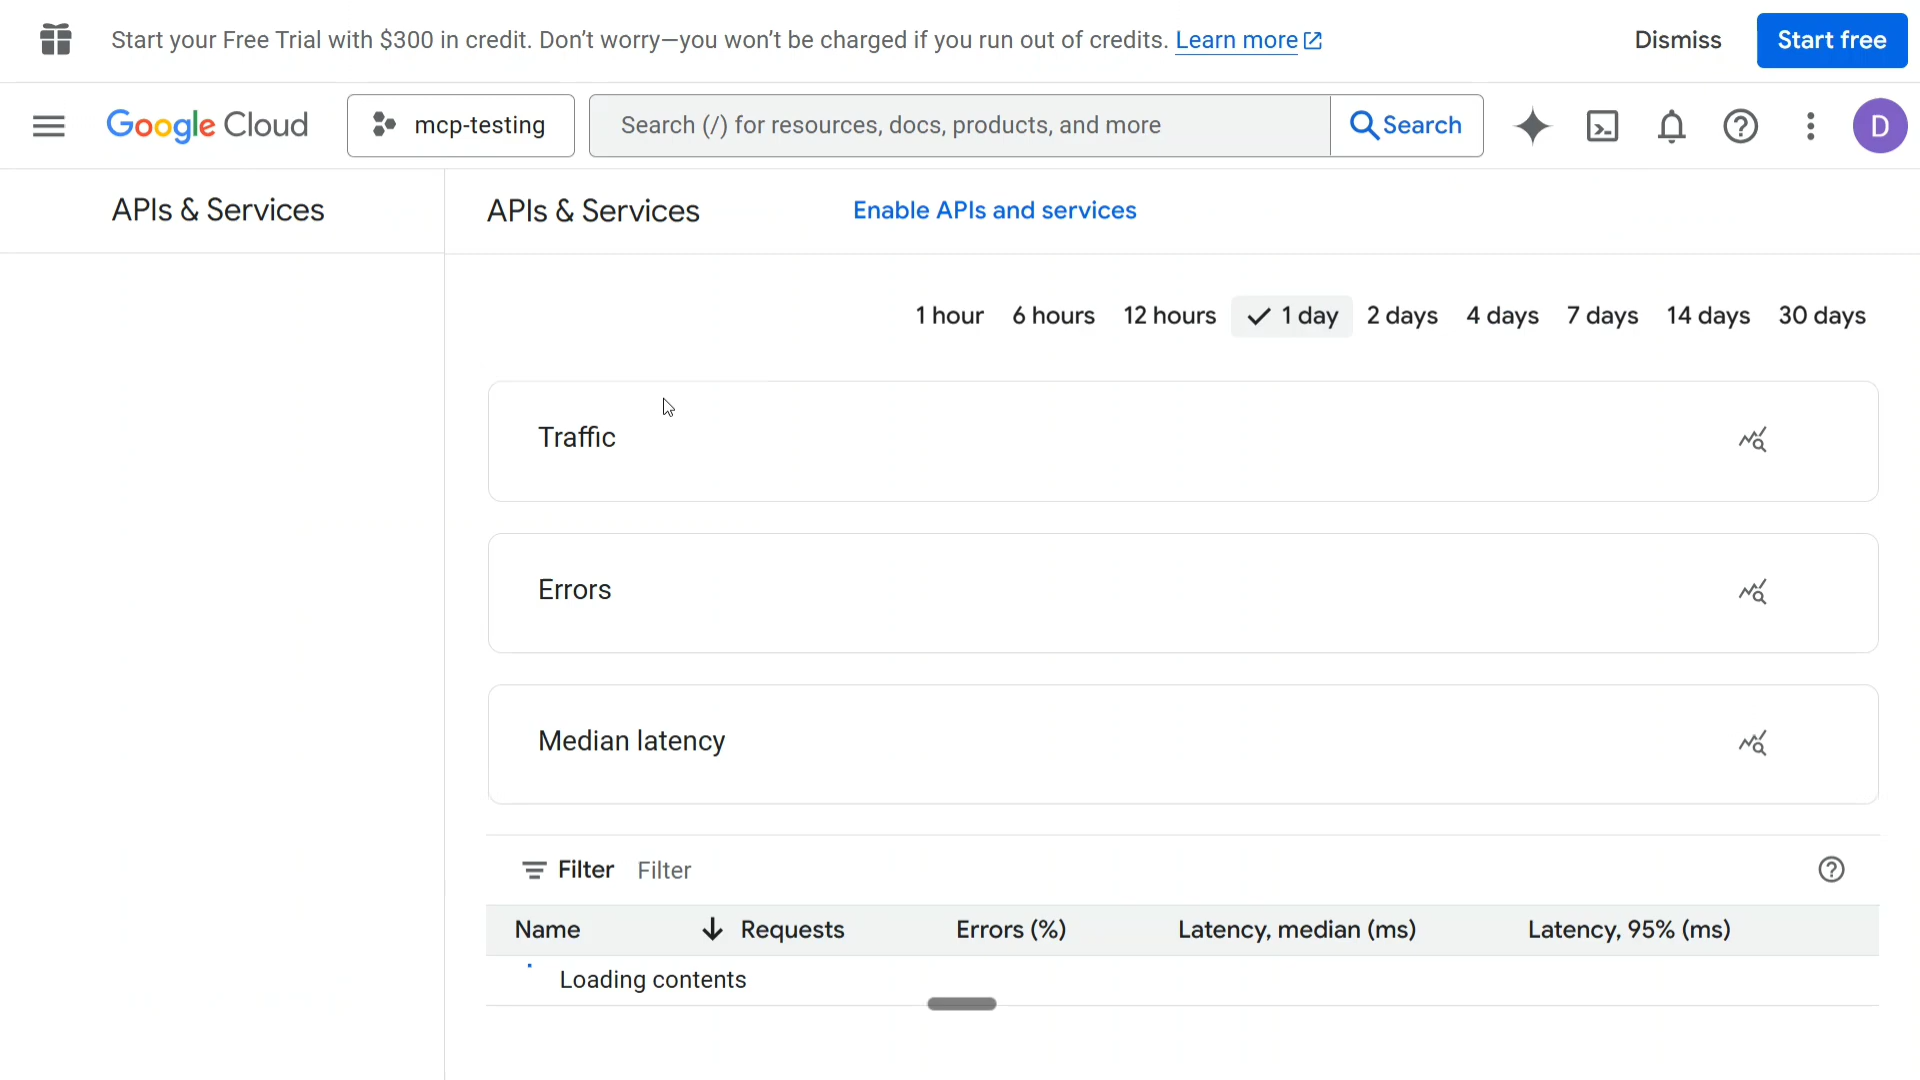 Start your Free Trial with $300 in credit. Don't worry—you won't be charged if you run out of credits. Learn more
Dismiss
Start free
Google Cloud
mcp-testing
Search (/) for resources, docs, products, and more
Search
D
APIs & Services
APIs & Services
Enable APIs and services
1 hour 6 hours 12 hours 1 day 2 days 4 days 7 days 14 days 30 days
Traffic
Errors
Median latency
Filter Filter
Name Requests Errors (%) Latency, median (ms) Latency, 95% (ms)
Loading contents